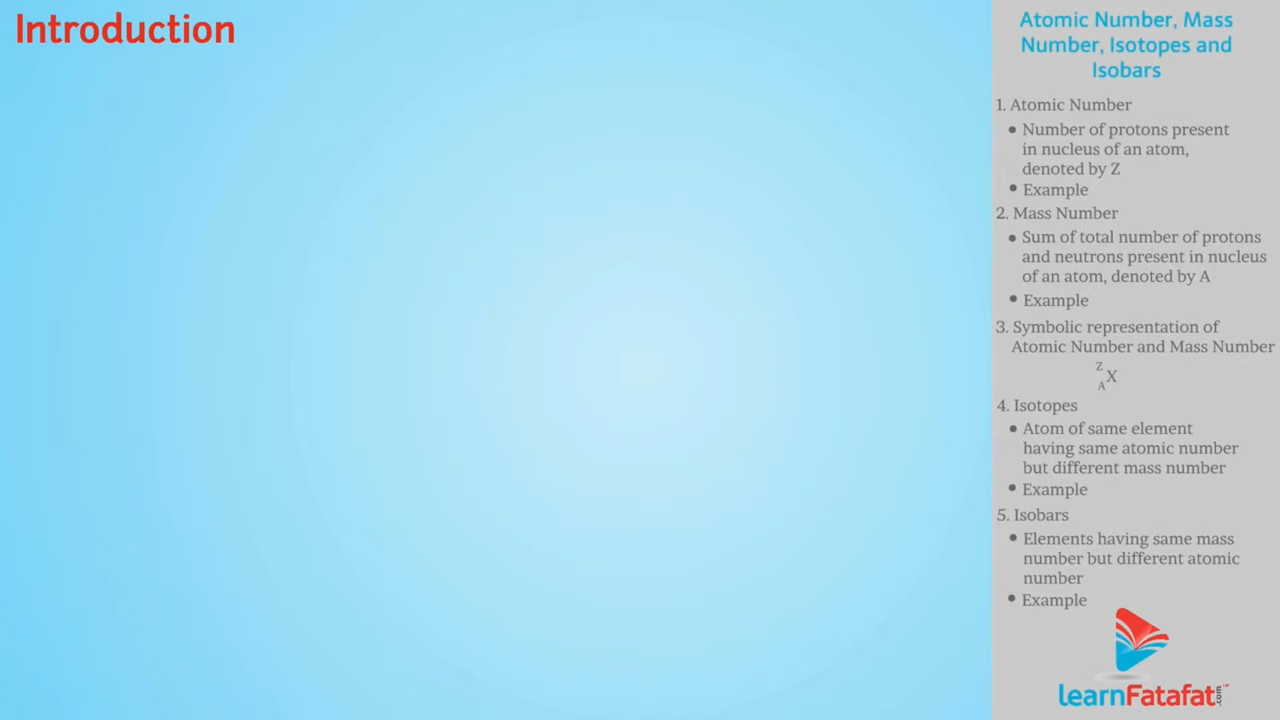 Introduction
Atomic Number, Mass
Number, Isotopes and
Isobars
1. Atomic Number
• Number of protons present
in nucleus of an atom,
denoted by Z
• Example
2. Mass Number
• Sum of total number of protons
and neutrons present in nucleus
of an atom, denoted by A
• Example
3. Symbolic representation of
Atomic Number and Mass Number
Z
X
A
4. Isotopes
• Atom of same element
having same atomic number
but different mass number
• Example
5. Isobars
• Elements having same mass
number but different atomic
number
• Example
learnFatafat.com™